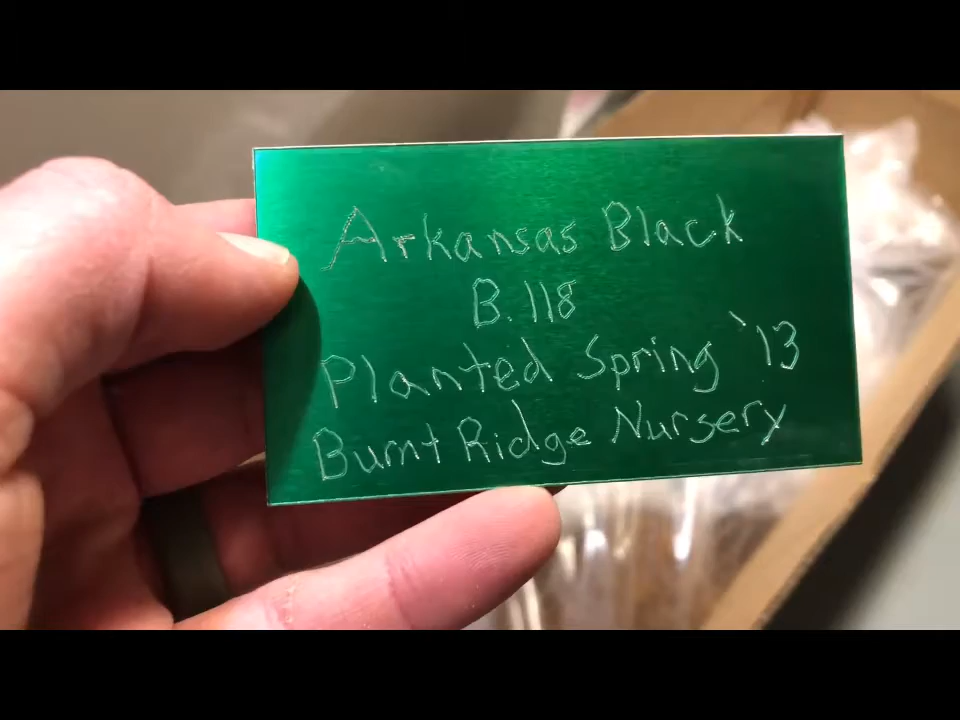 Arkansas Black
B.118
Planted Spring '13
Burnt Ridge Nursery